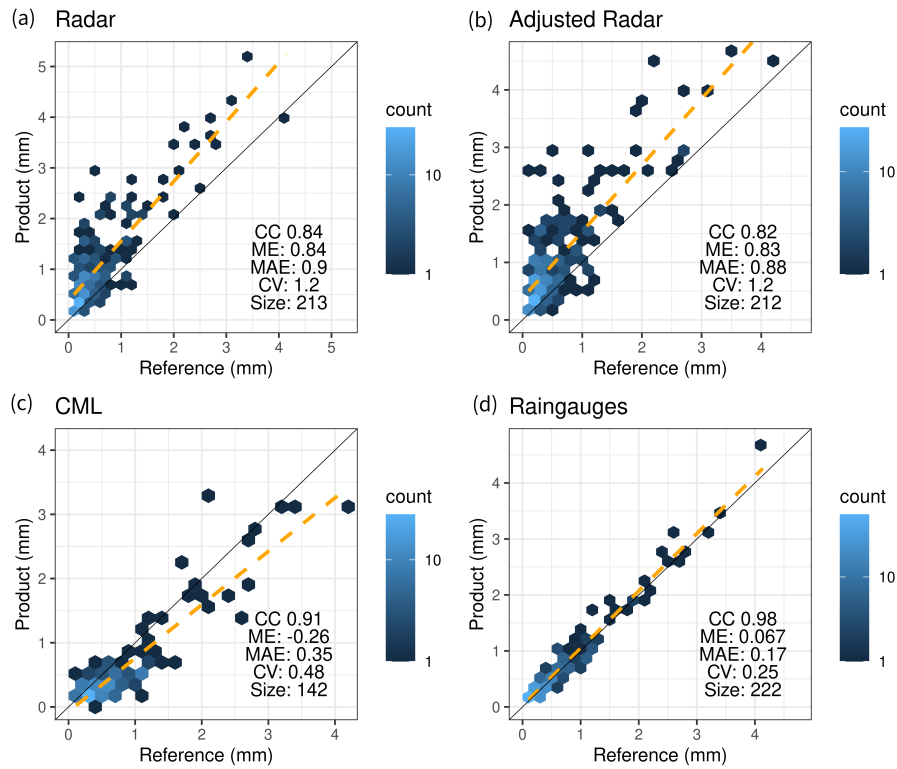 (a) Radar
5
4
3
2
1
0
Product (mm)
CC 0.84
ME: 0.84
MAE: 0.9
CV: 1.2
Size: 213
0 1 2 3 4 5
Reference (mm)
count
10
1
(b) Adjusted Radar
4
3
2
1
0
Product (mm)
CC 0.82
ME: 0.83
MAE: 0.88
CV: 1.2
Size: 212
0 1 2 3 4
Reference (mm)
count
10
1
(c) CML
4
3
2
1
0
Product (mm)
CC 0.91
ME: -0.26
MAE: 0.35
CV: 0.48
Size: 142
0 1 2 3 4
Reference (mm)
count
10
1
(d) Raingauges
4
3
2
1
0
Product (mm)
CC 0.98
ME: 0.067
MAE: 0.17
CV: 0.25
Size: 222
0 1 2 3 4
Reference (mm)
count
10
1